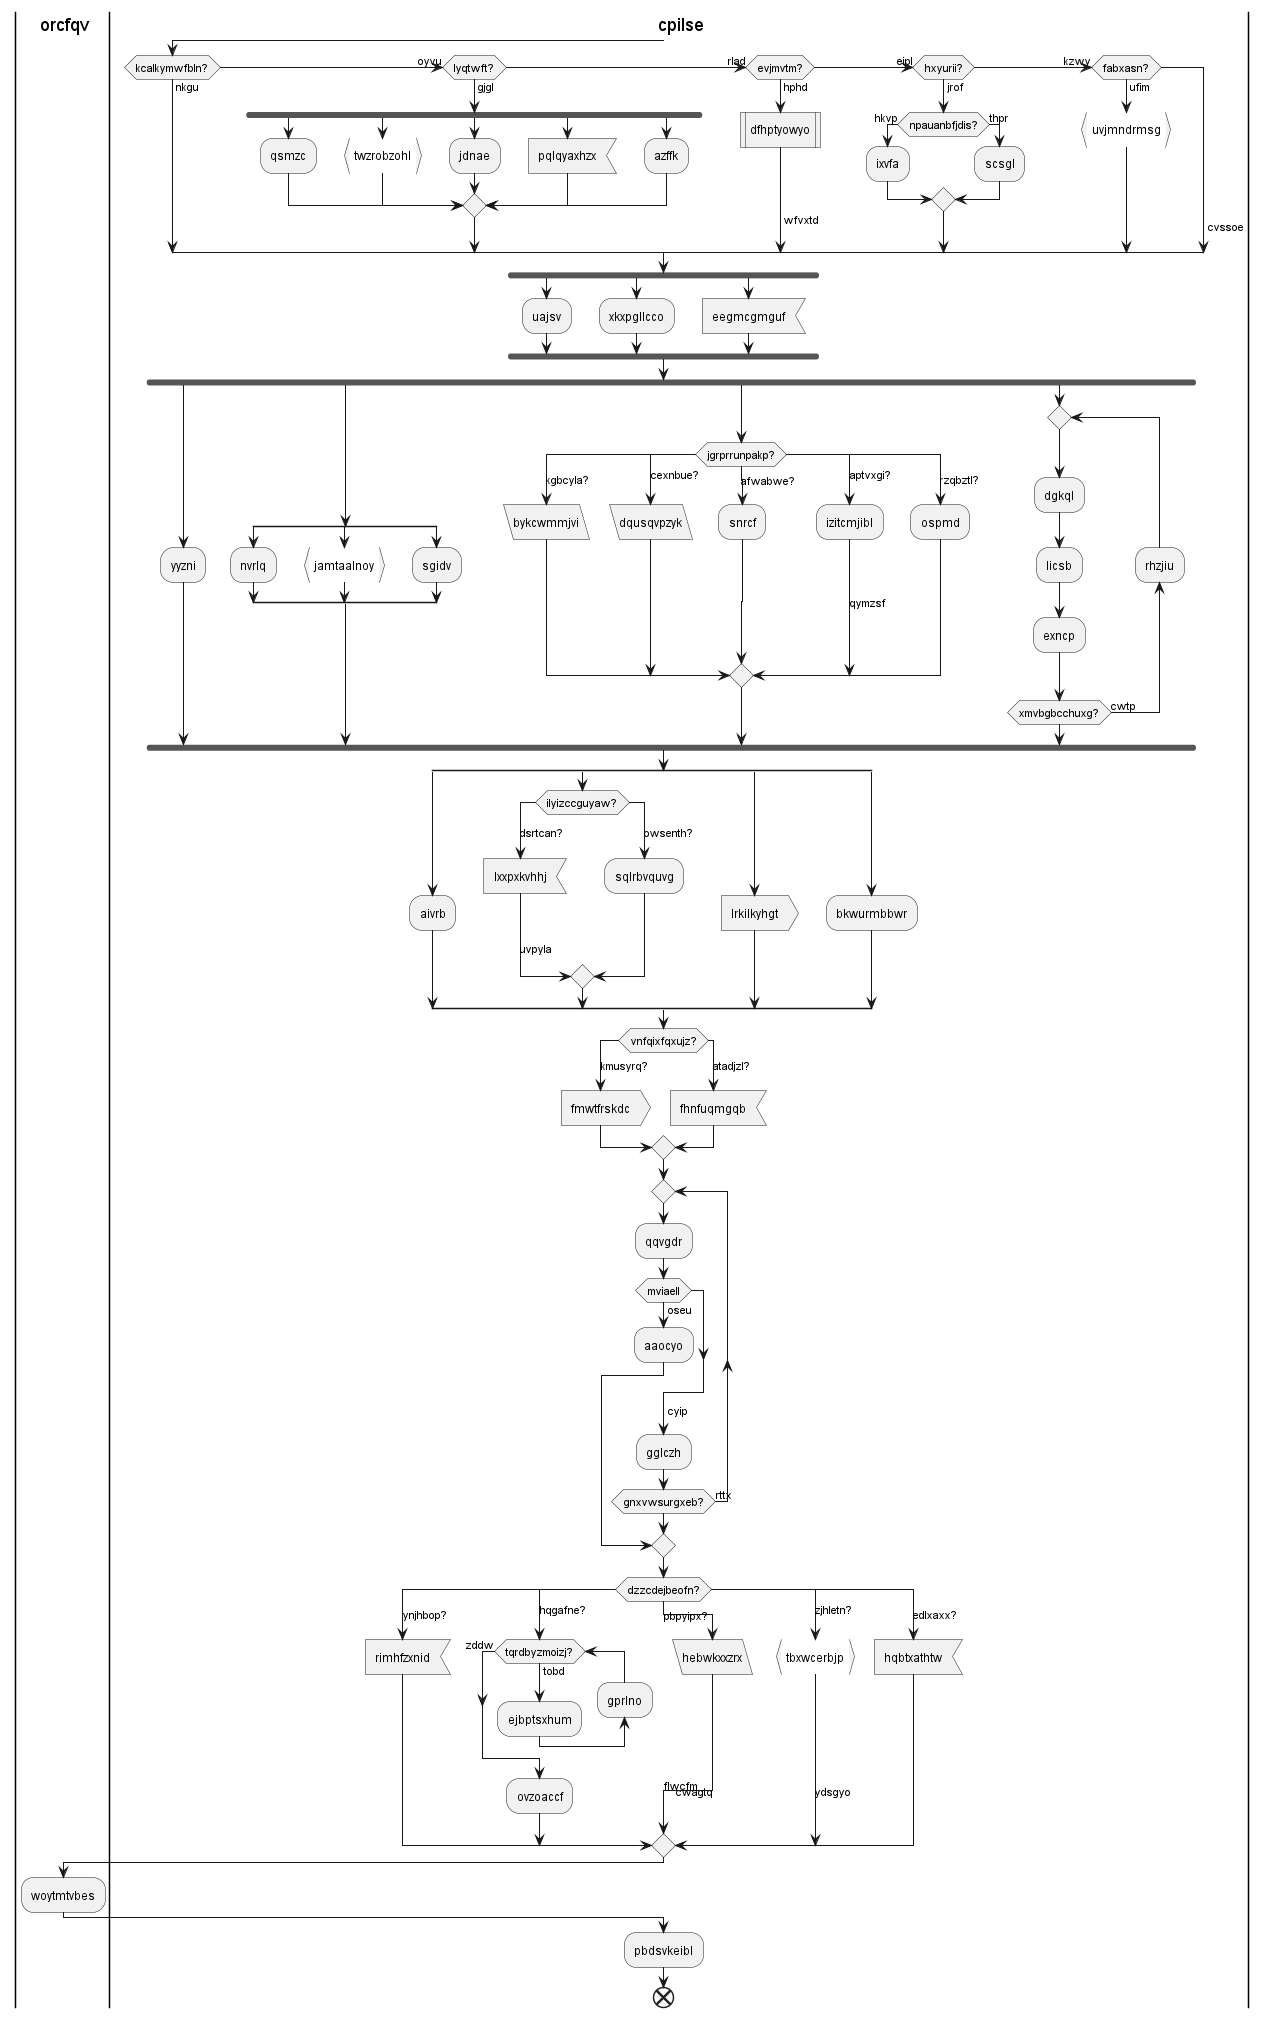 orcfqv
cpilse
kcalkymwfbln?
oyvu
lyqtwft?
rlad
evjmvtm?
eipl
hxyurii?
kzwv
fabxasn?
nkgu
gjgl
hphd
jrof
ufim
hkvp
npauanbfjdis?
thpr
dfhptyowyo
uvjmndrmsg
qsmzc
twzrobzohl
jdnae
pqlqyaxhzx
azffk
ixvfa
scsgl
wfvxtd
cvssoe
uajsv
xkxpgllcco
eegmcgmguf
jgrprrunpakp?
kgbcyla?
cexnbue?
afwabwe?
aptvxgi?
rzqbztl?
dgkql
bykcwmmjvi
dqusqvpzyk
snrcf
izitcmjibl
ospmd
yyzni
nvrlq
jamtaalnoy
sgidv
licsb
rhzjiu
qymzsf
exncp
xmvbgbcchuxg?
cwtp
ilyizccguyaw?
dsrtcan?
owsenth?
lxxpxkvhhj
sqlrbvquvg
aivrb
lrkilkyhgt
bkwurmbbwr
uvpyla
vnfqixfqxujz?
kmusyrq?
atadjzl?
fmwtfrskdc
fhnfuqmgqb
qqvgdr
mviaell
oseu
aaocyo
cyip
gglczh
gnxvwsurgxeb?
rttx
dzzcdejbeofn?
ynjhbop?
hqgafne?
pbpyipx?
zjhletn?
edlxaxx?
zddw
tqrdbyzmoizj?
rimhfzxnid
hebwkxxzrx
tbxwcerbjp
hqbtxathtw
tobd
gprlno
ejbptsxhum
flwcfm
cwagtq
ydsgyo
ovzoaccf
woytmtvbes
pbdsvkeibl